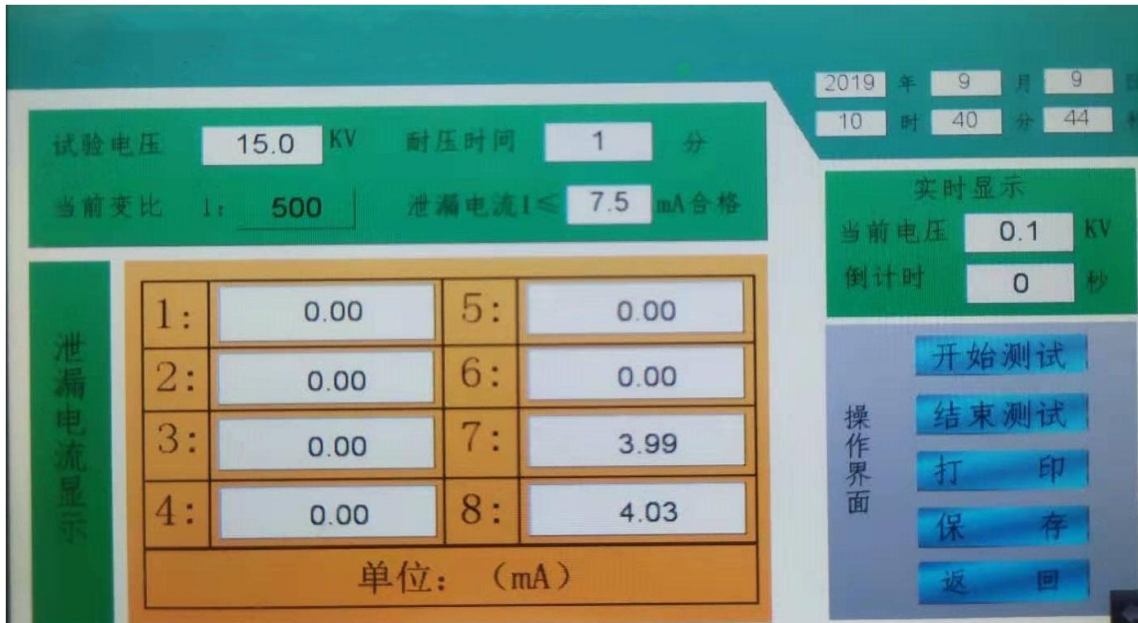 2019 年 9 月 9 日
10 时 40 分 44 秒
试验电压 15.0 KV 耐压时间 1 分
当前变比 1: 500 泄漏电流I≤ 7.5 mA合格
实时显示
当前电压 0.1 KV
倒计时 0 秒
泄漏电流显示
1: 0.00 5: 0.00
2: 0.00 6: 0.00
3: 0.00 7: 3.99
4: 0.00 8: 4.03
单位：（mA）
操作界面
开始测试
结束测试
打印
保存
返回